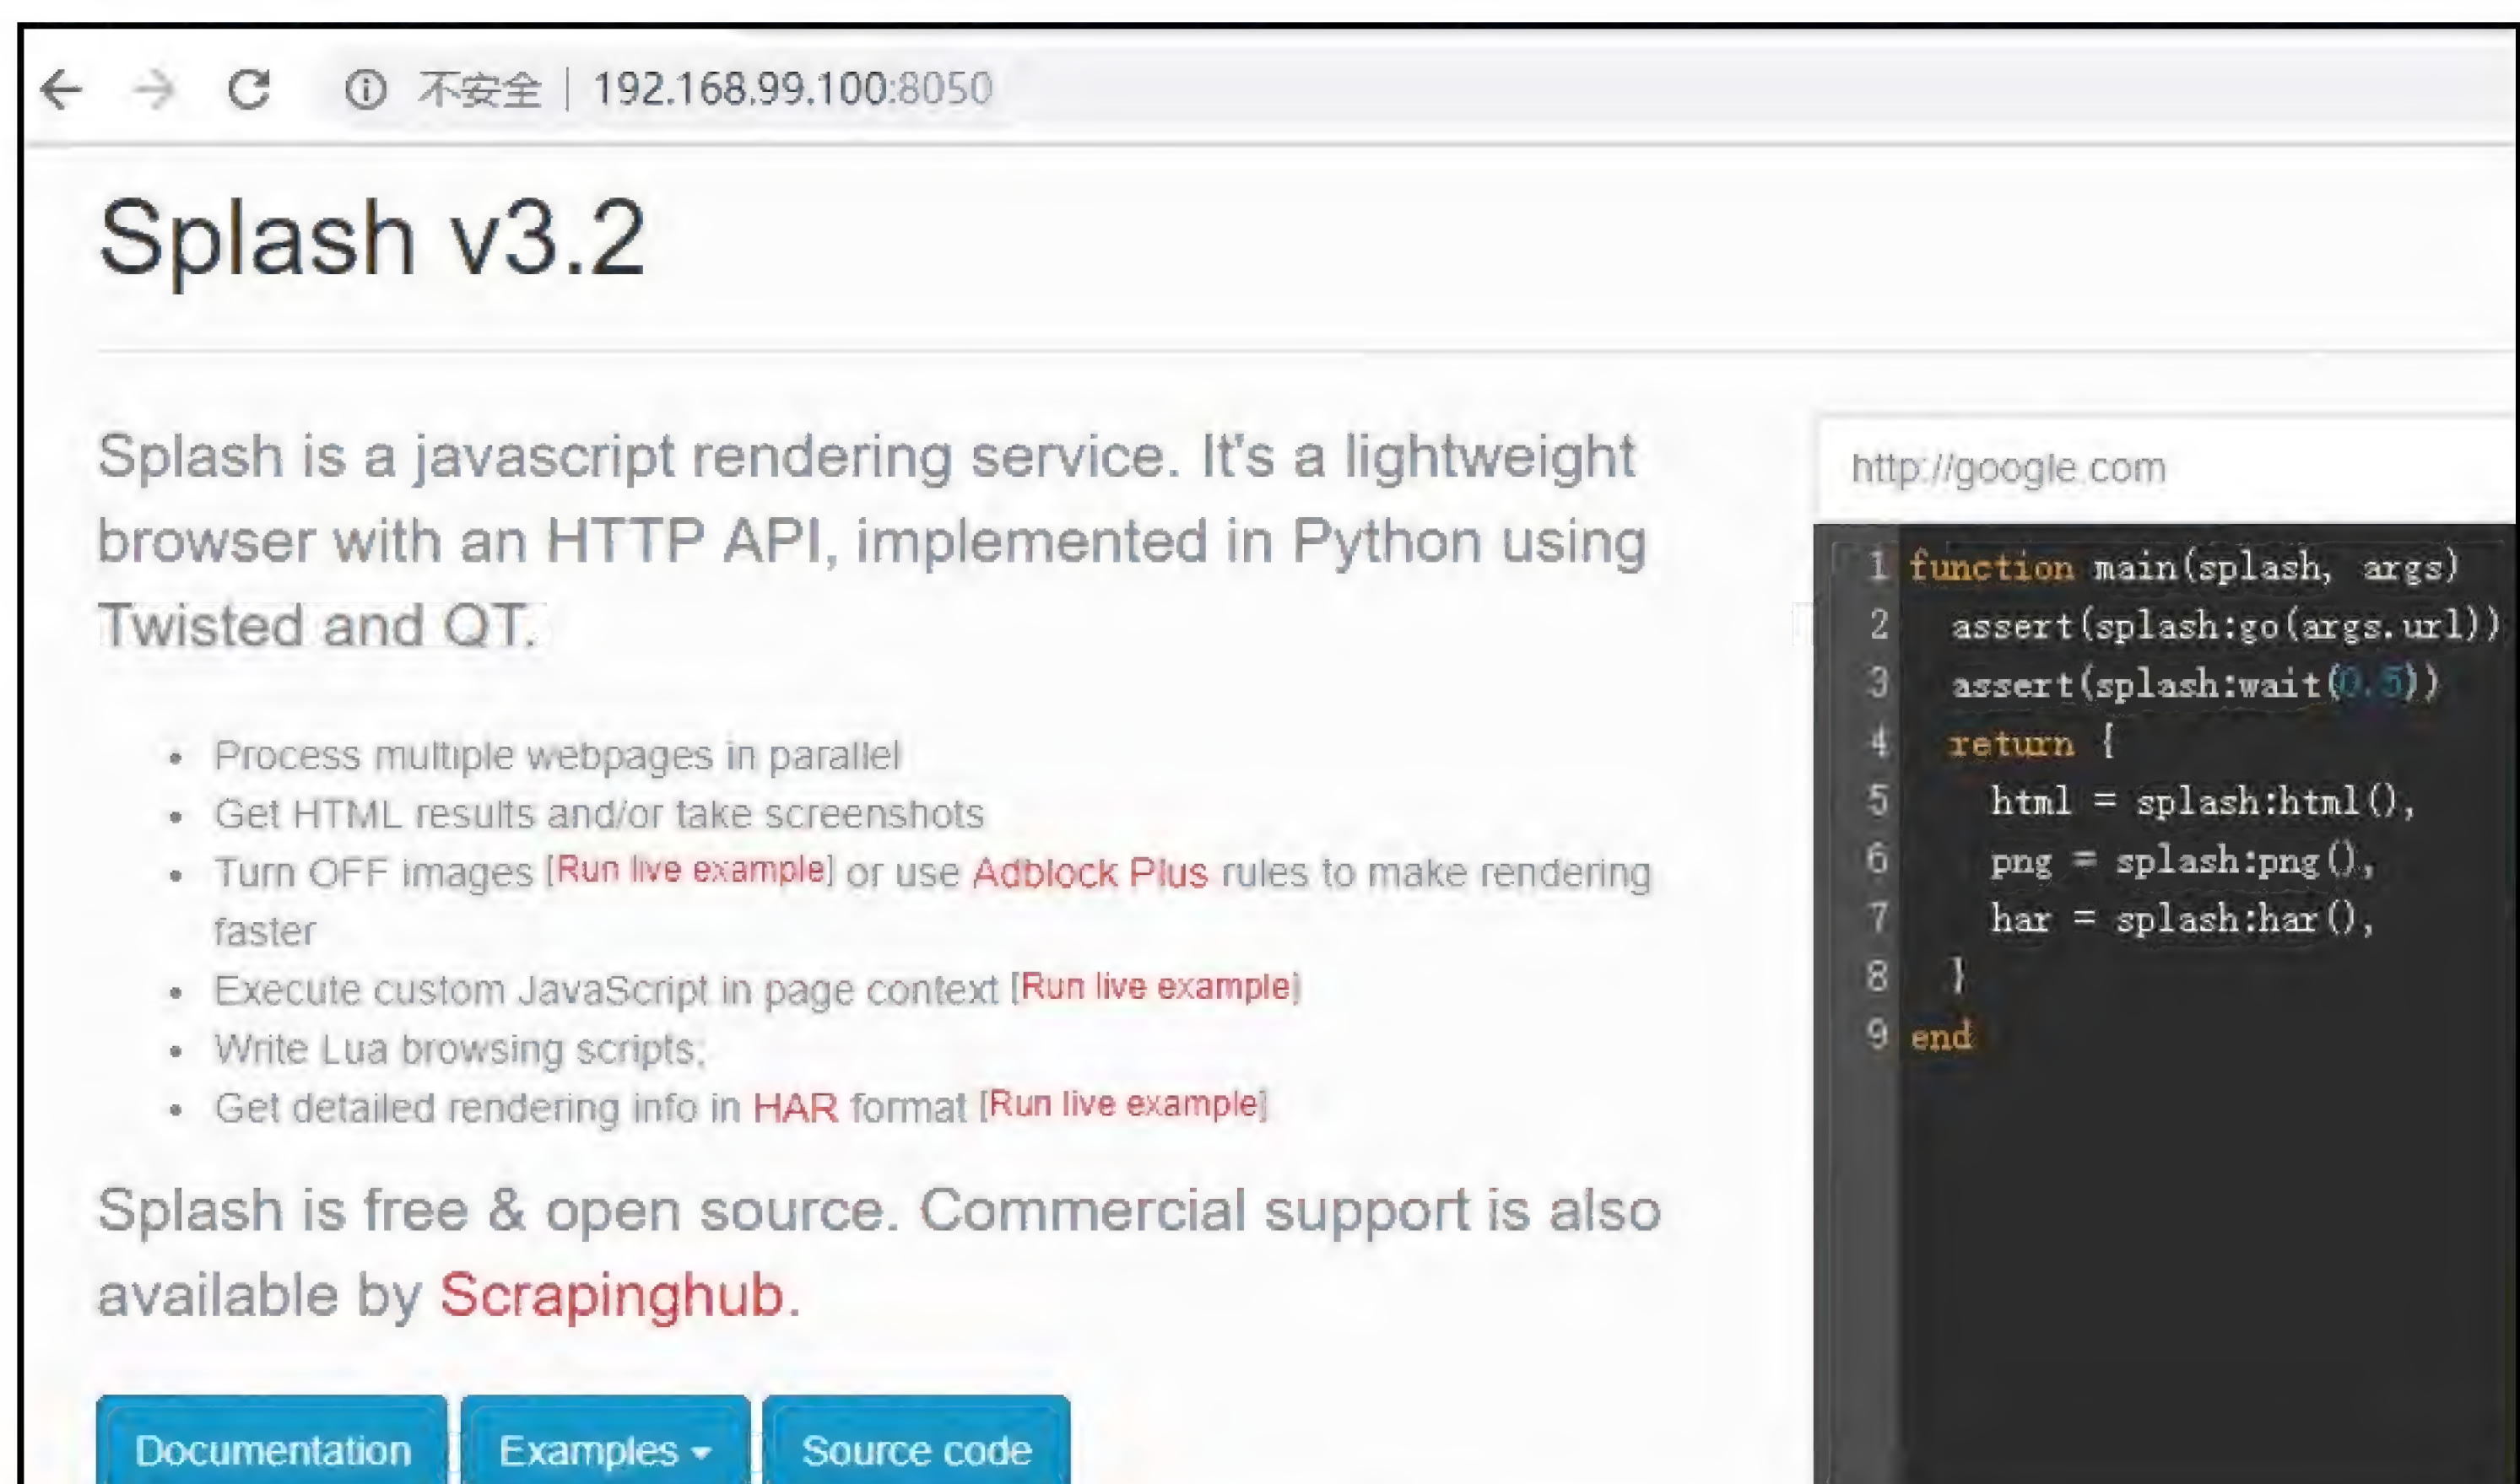 不安全 | 192.168.99.100:8050
Splash v3.2
Splash is a javascript rendering service. It's a lightweight
browser with an HTTP API, implemented in Python using
Twisted and QT.
• Process multiple webpages in parallel
• Get HTML results and/or take screenshots
• Turn OFF images [Run live example] or use Adblock Plus rules to make rendering
faster
• Execute custom JavaScript in page context [Run live example]
• Write Lua browsing scripts;
• Get detailed rendering info in HAR format [Run live example]
Splash is free & open source. Commercial support is also
available by Scrapinghub.
Documentation
Examples
Source code
http://google.com
1 function main(splash, args)
2 assert(splash:go(args.url))
3 assert(splash:wait(0.5))
4 return {
5 html = splash:html(),
6 png = splash:png(),
7 har = splash:har(),
8 }
9 end